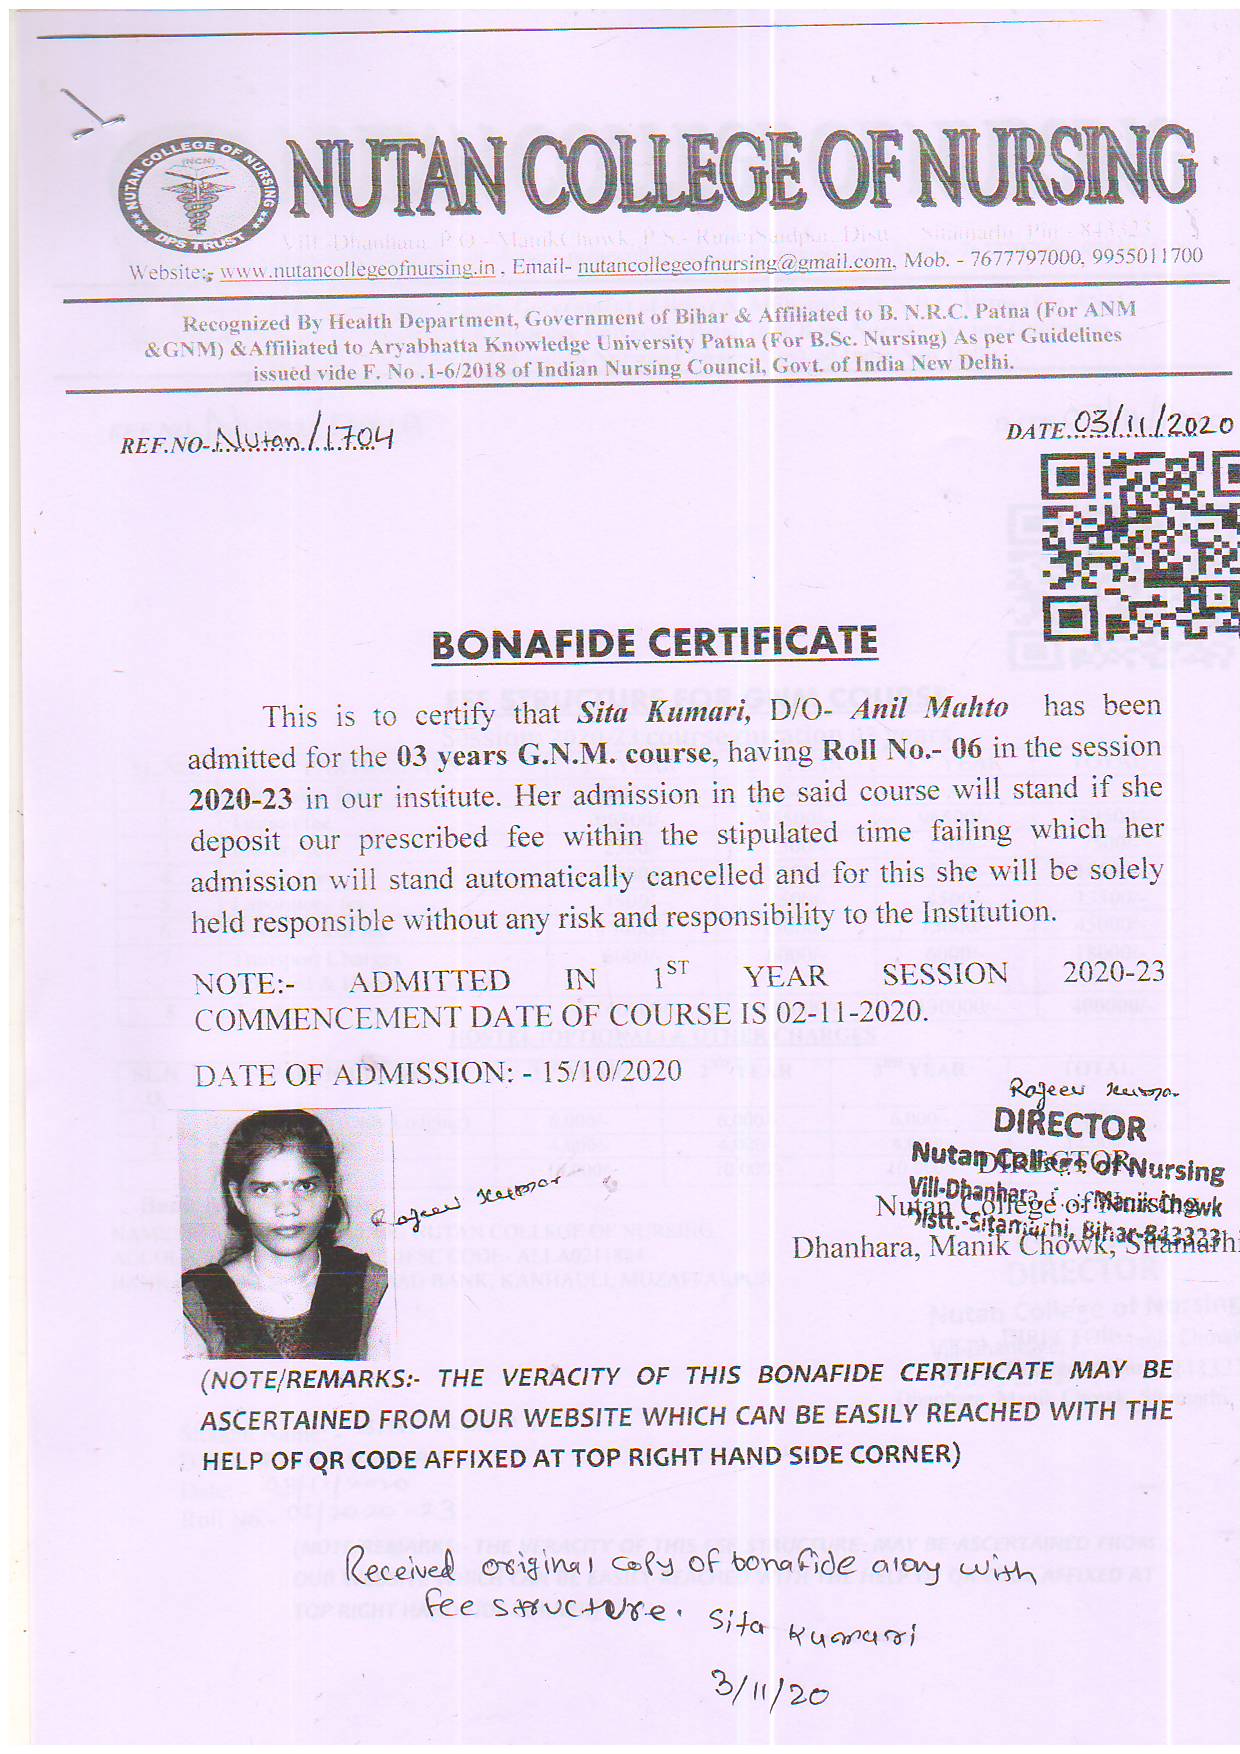 NUTAN COLLEGE OF NURSING
(NCN)
DPS TRUST
NUTAN COLLEGE OF NURSING
Vill.-Dhanhara, P.O.- ManikChowk, P.S.- RunniSaidpur, Distt. - Sitamarhi, Pin - 843323
Website:- www.nutancollegeofnursing.in , Email- nutancollegeofnursing@gmail.com, Mob. - 7677797000, 9955011700
Recognized By Health Department, Government of Bihar & Affiliated to B. N.R.C. Patna (For ANM
&GNM) &Affiliated to Aryabhatta Knowledge University Patna (For B.Sc. Nursing) As per Guidelines
issued vide F. No .1-6/2018 of Indian Nursing Council, Govt. of India New Delhi.
REF.NO-Nutan/1704
DATE.03/11/2020
BONAFIDE CERTIFICATE
This is to certify that Sita Kumari, D/O- Anil Mahto has been
admitted for the 03 years G.N.M. course, having Roll No.- 06 in the session
2020-23 in our institute. Her admission in the said course will stand if she
deposit our prescribed fee within the stipulated time failing which her
admission will stand automatically cancelled and for this she will be solely
held responsible without any risk and responsibility to the Institution.
NOTE:- ADMITTED IN 1ST YEAR SESSION 2020-23
COMMENCEMENT DATE OF COURSE IS 02-11-2020.
DATE OF ADMISSION: - 15/10/2020
Rajeev Kumar
DIRECTOR
Nutan College of Nursing
Vill-Dhanhara
Distt.-Sitamarhi, Bihar-843323
DIRECTOR
Nutan College of Nursing
Dhanhara, Manik Chowk, Sitamarhi
Rajeev Kumar
(NOTE/REMARKS:- THE VERACITY OF THIS BONAFIDE CERTIFICATE MAY BE
ASCERTAINED FROM OUR WEBSITE WHICH CAN BE EASILY REACHED WITH THE
HELP OF QR CODE AFFIXED AT TOP RIGHT HAND SIDE CORNER)
Received original copy of bonafide along with
fee structure. Sita Kumari
3/11/20